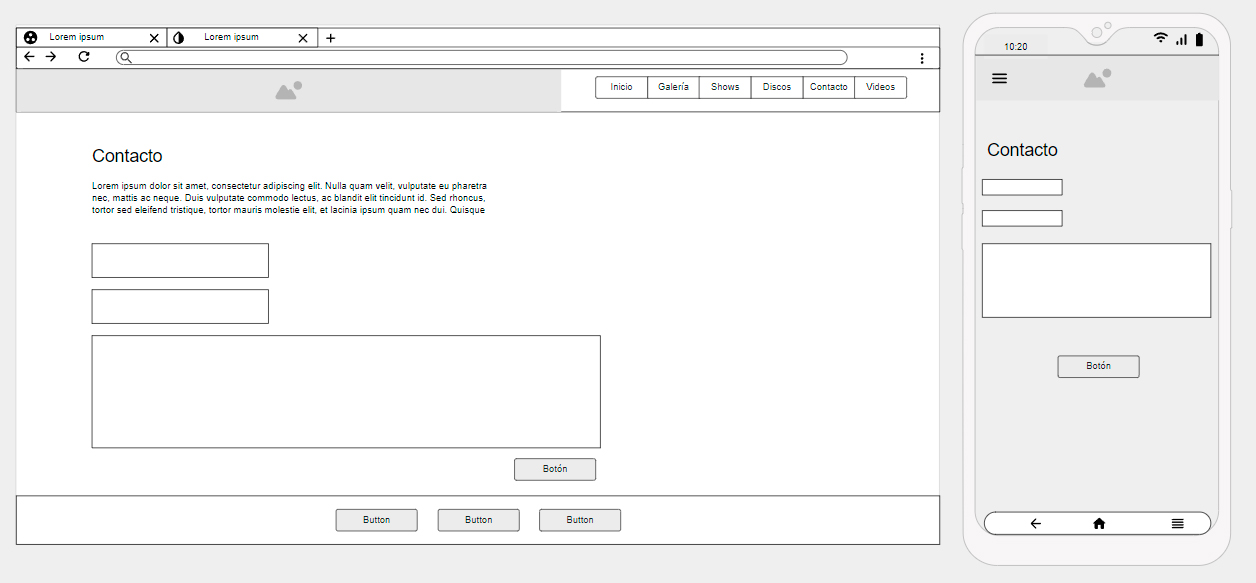 Lorem ipsum
Lorem ipsum
Inicio
Galería
Shows
Discos
Contacto
Videos
Contacto
Lorem ipsum dolor sit amet, consectetur adipiscing elit. Nulla quam velit, vulputate eu pharetra
nec, mattis ac neque. Duis vulputate commodo lectus, ac blandit elit tincidunt id. Sed rhoncus,
tortor sed eleifend tristique, tortor mauris molestie elit, et lacinia ipsum quam nec dui. Quisque
Botón
Button
Button
Button
10:20
Contacto
Botón